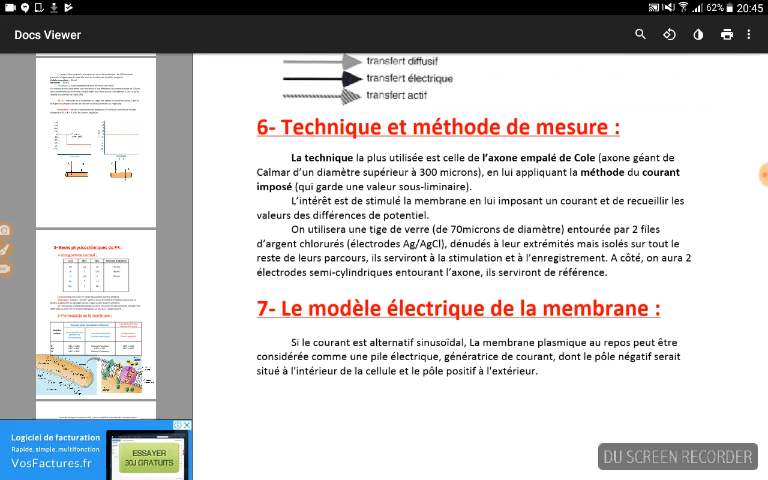 62% 20:45
Docs Viewer
transfert diffusif
transfert électrique
transfert actif
6- Technique et méthode de mesure :
La technique la plus utilisée est celle de l'axone empalé de Cole (axone géant de
Calmar d'un diamètre supérieur à 300 microns), en lui appliquant la méthode du courant
imposé (qui garde une valeur sous-liminaire).
L'intérêt est de stimulé la membrane en lui imposant un courant et de recueillir les
valeurs des différences de potentiel.
On utilisera une tige de verre (de 70microns de diamètre) entourée par 2 files
d'argent chlorurés (électrodes Ag/AgCl), dénudés à leur extrémités mais isolés sur tout le
reste de leurs parcours, ils serviront à la stimulation et à l'enregistrement. A côté, on aura 2
électrodes semi-cylindriques entourant l'axone, ils serviront de référence.
7- Le modèle électrique de la membrane :
Si le courant est alternatif sinusoïdal, La membrane plasmique au repos peut être
considérée comme une pile électrique, génératrice de courant, dont le pôle négatif serait
situé à l'intérieur de la cellule et le pôle positif à l'extérieur.
Logiciel de facturation
Rapide, simple, multifonction
VosFactures.fr
ESSAYER
30J GRATUITS
DU SCREEN RECORDER